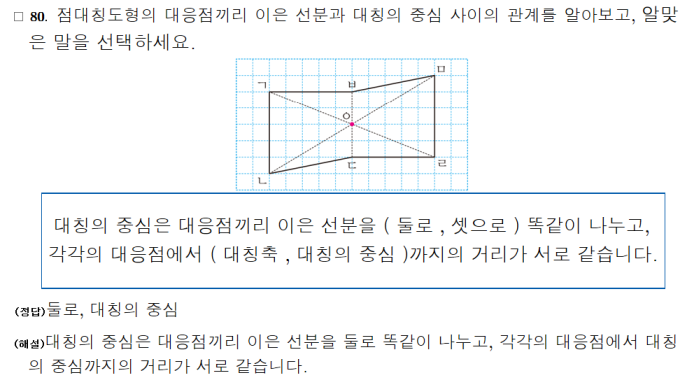 □ 80. 점대칭도형의 대응점끼리 이은 선분과 대칭의 중심 사이의 관계를 알아보고, 알맞
은 말을 선택하세요.
ㅁ
ㄱ ㅂ
ㅇ
ㄷ ㄹ
ㄴ
대칭의 중심은 대응점끼리 이은 선분을 ( 둘로 , 셋으로 ) 똑같이 나누고,
각각의 대응점에서 ( 대칭축 , 대칭의 중심 )까지의 거리가 서로 같습니다.
(정답)둘로, 대칭의 중심
(해설)대칭의 중심은 대응점끼리 이은 선분을 둘로 똑같이 나누고, 각각의 대응점에서 대칭
의 중심까지의 거리가 서로 같습니다.